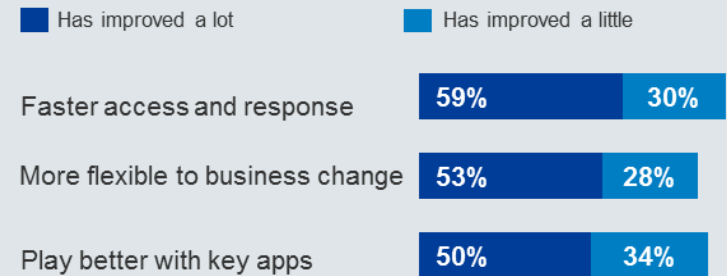 Has improved a lot Has improved a little
Faster access and response 59% 30%
More flexible to business change 53% 28%
Play better with key apps 50% 34%